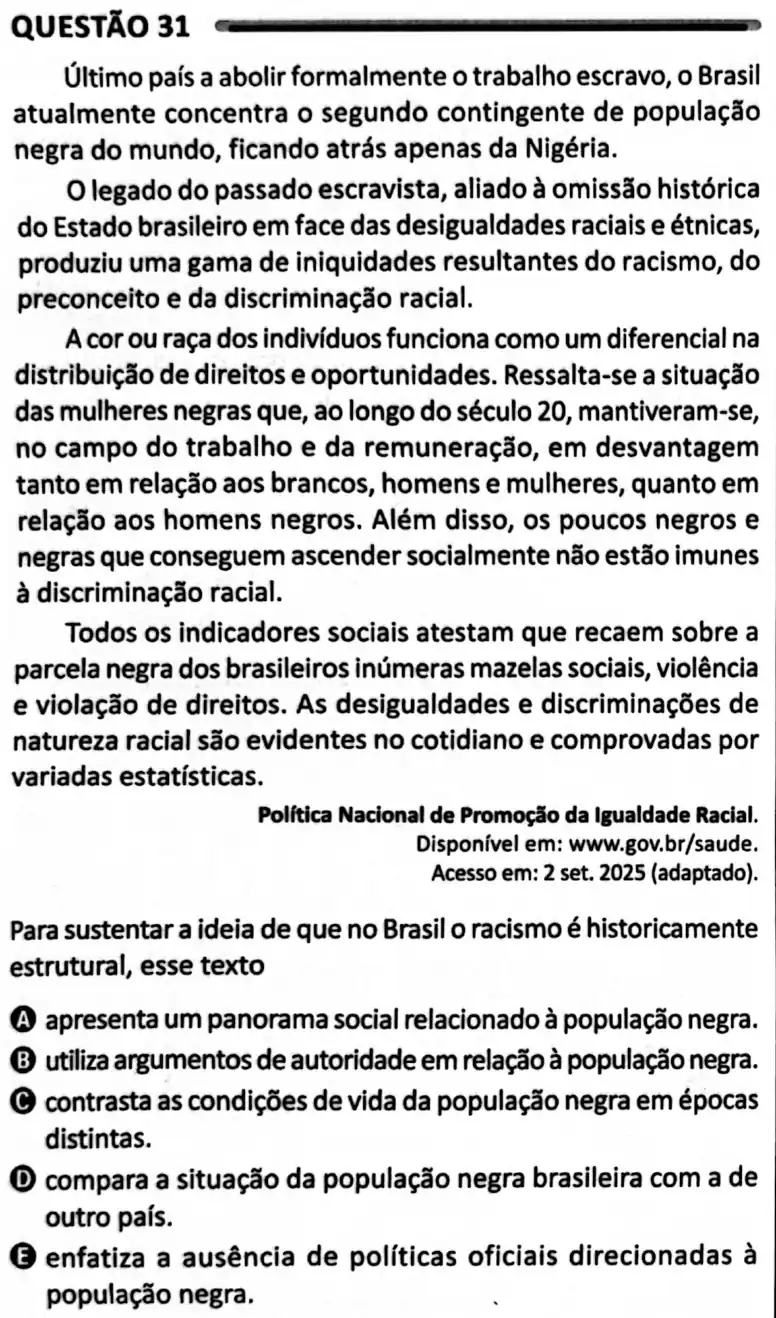 QUESTÃO 31
Último país a abolir formalmente o trabalho escravo, o Brasil
atualmente concentra o segundo contingente de população
negra do mundo, ficando atrás apenas da Nigéria.
O legado do passado escravista, aliado à omissão histórica
do Estado brasileiro em face das desigualdades raciais e étnicas,
produziu uma gama de iniquidades resultantes do racismo, do
preconceito e da discriminação racial.
A cor ou raça dos indivíduos funciona como um diferencial na
distribuição de direitos e oportunidades. Ressalta-se a situação
das mulheres negras que, ao longo do século 20, mantiveram-se,
no campo do trabalho e da remuneração, em desvantagem
tanto em relação aos brancos, homens e mulheres, quanto em
relação aos homens negros. Além disso, os poucos negros e
negras que conseguem ascender socialmente não estão imunes
à discriminação racial.
Todos os indicadores sociais atestam que recaem sobre a
parcela negra dos brasileiros inúmeras mazelas sociais, violência
e violação de direitos. As desigualdades e discriminações de
natureza racial são evidentes no cotidiano e comprovadas por
variadas estatísticas.
Política Nacional de Promoção da Igualdade Racial.
Disponível em: www.gov.br/saude.
Acesso em: 2 set. 2025 (adaptado).
Para sustentar a ideia de que no Brasil o racismo é historicamente
estrutural, esse texto
A apresenta um panorama social relacionado à população negra.
B utiliza argumentos de autoridade em relação à população negra.
C contrasta as condições de vida da população negra em épocas
distintas.
D compara a situação da população negra brasileira com a de
outro país.
E enfatiza a ausência de políticas oficiais direcionadas à
população negra.